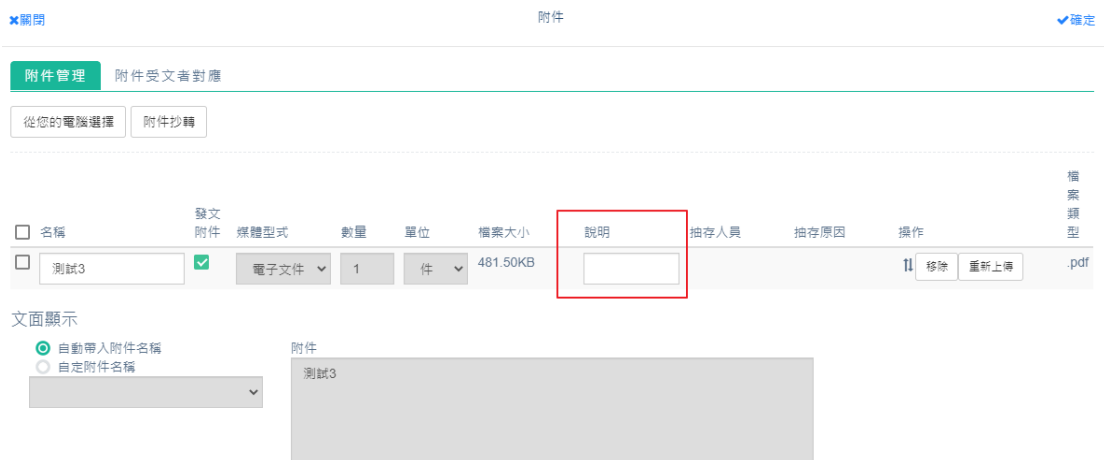 ✖關閉 附件 ✔確定
附件管理 附件受文者對應
從您的電腦選擇 附件抄轉
名稱 發文附件 媒體型式 數量 單位 檔案大小 說明 抽存人員 抽存原因 操作 檔案類型
測試3 電子文件 1 件 481.50KB 移除 重新上傳 .pdf
文面顯示
自動帶入附件名稱 附件
自定附件名稱
測試3